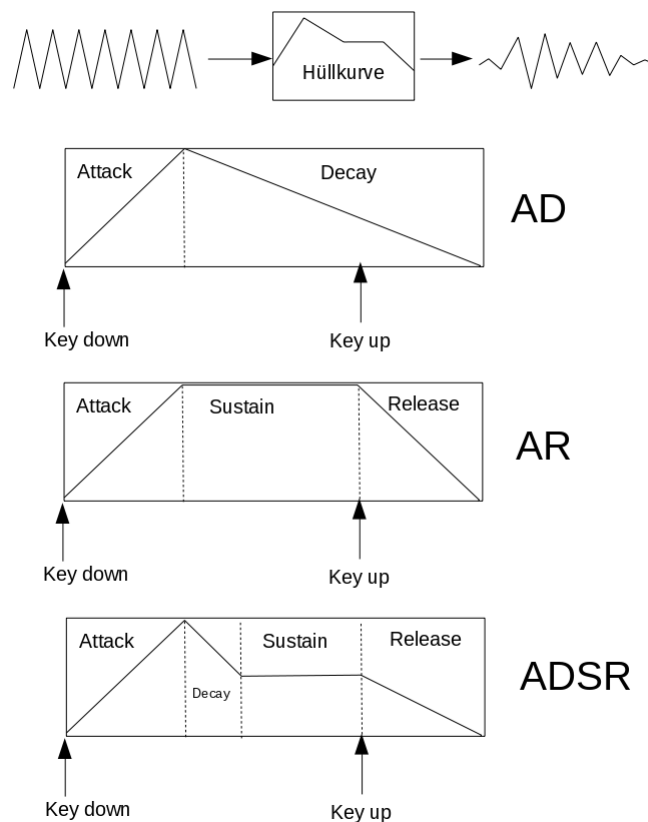 Hüllkurve
Attack
Decay
AD
Key down
Key up
Attack
Sustain
Release
AR
Key down
Key up
Attack
Sustain
Release
Decay
ADSR
Key down
Key up